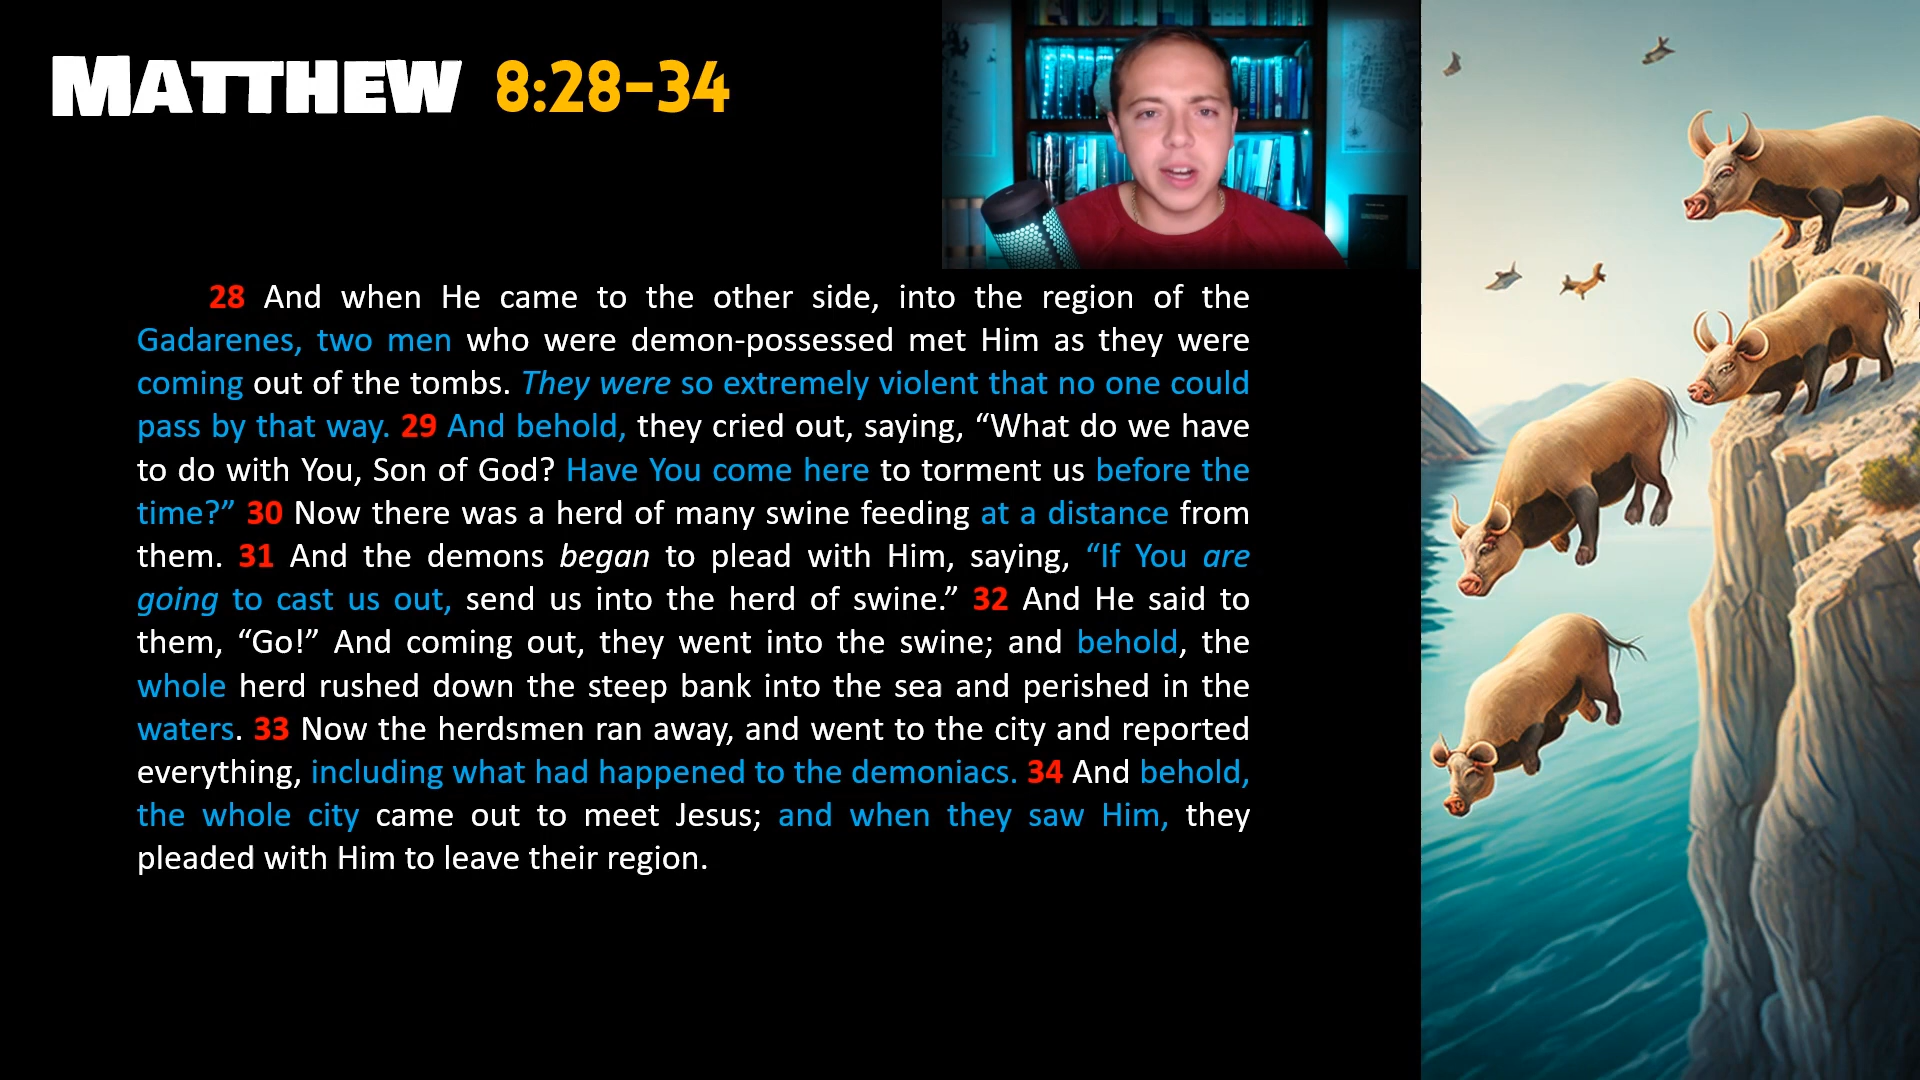 MATTHEW 8:28-34
28 And when He came to the other side, into the region of the
Gadarenes, two men who were demon-possessed met Him as they were
coming out of the tombs. They were so extremely violent that no one could
pass by that way. 29 And behold, they cried out, saying, “What do we have
to do with You, Son of God? Have You come here to torment us before the
time?” 30 Now there was a herd of many swine feeding at a distance from
them. 31 And the demons began to plead with Him, saying, “If You are
going to cast us out, send us into the herd of swine.” 32 And He said to
them, “Go!” And coming out, they went into the swine; and behold, the
whole herd rushed down the steep bank into the sea and perished in the
waters. 33 Now the herdsmen ran away, and went to the city and reported
everything, including what had happened to the demoniacs. 34 And behold,
the whole city came out to meet Jesus; and when they saw Him, they
pleaded with Him to leave their region.